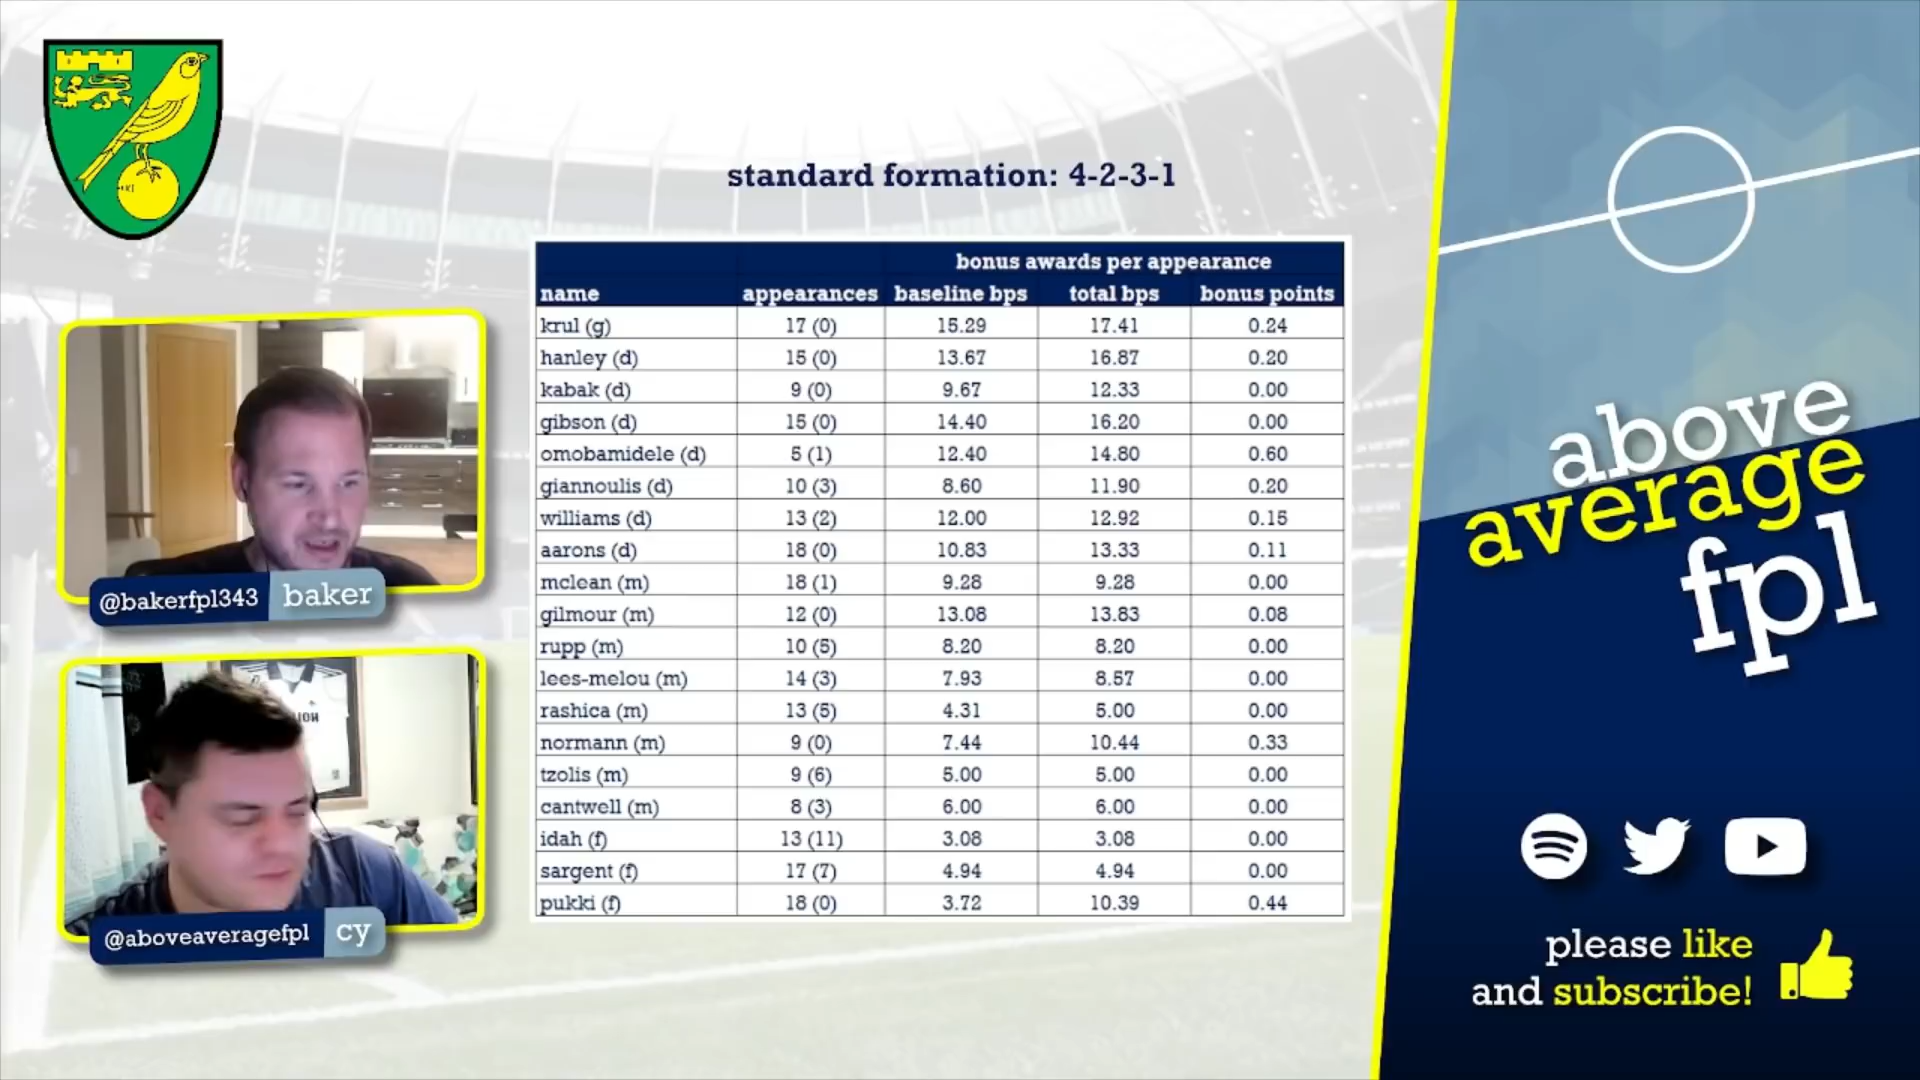 standard formation: 4-2-3-1
bonus awards per appearance
name appearances baseline bps total bps bonus points
krul (g) 17 (0) 15.29 17.41 0.24
hanley (d) 15 (0) 13.67 16.87 0.20
kabak (d) 9 (0) 9.67 12.33 0.00
gibson (d) 15 (0) 14.40 16.20 0.00
omobamidele (d) 5 (1) 12.40 14.80 0.60
giannoulis (d) 10 (3) 8.60 11.90 0.20
williams (d) 13 (2) 12.00 12.92 0.15
aarons (d) 18 (0) 10.83 13.33 0.11
mclean (m) 18 (1) 9.28 9.28 0.00
gilmour (m) 12 (0) 13.08 13.83 0.08
rupp (m) 10 (5) 8.20 8.20 0.00
lees-melou (m) 14 (3) 7.93 8.57 0.00
rashica (m) 13 (5) 4.31 5.00 0.00
normann (m) 9 (0) 7.44 10.44 0.33
tzolis (m) 9 (6) 5.00 5.00 0.00
cantwell (m) 8 (3) 6.00 6.00 0.00
idah (f) 13 (11) 3.08 3.08 0.00
sargent (f) 17 (7) 4.94 4.94 0.00
pukki (f) 18 (0) 3.72 10.39 0.44
@bakerfpl343 baker
@aboveaveragefpl cy
above
average
fpl
please like
and subscribe!